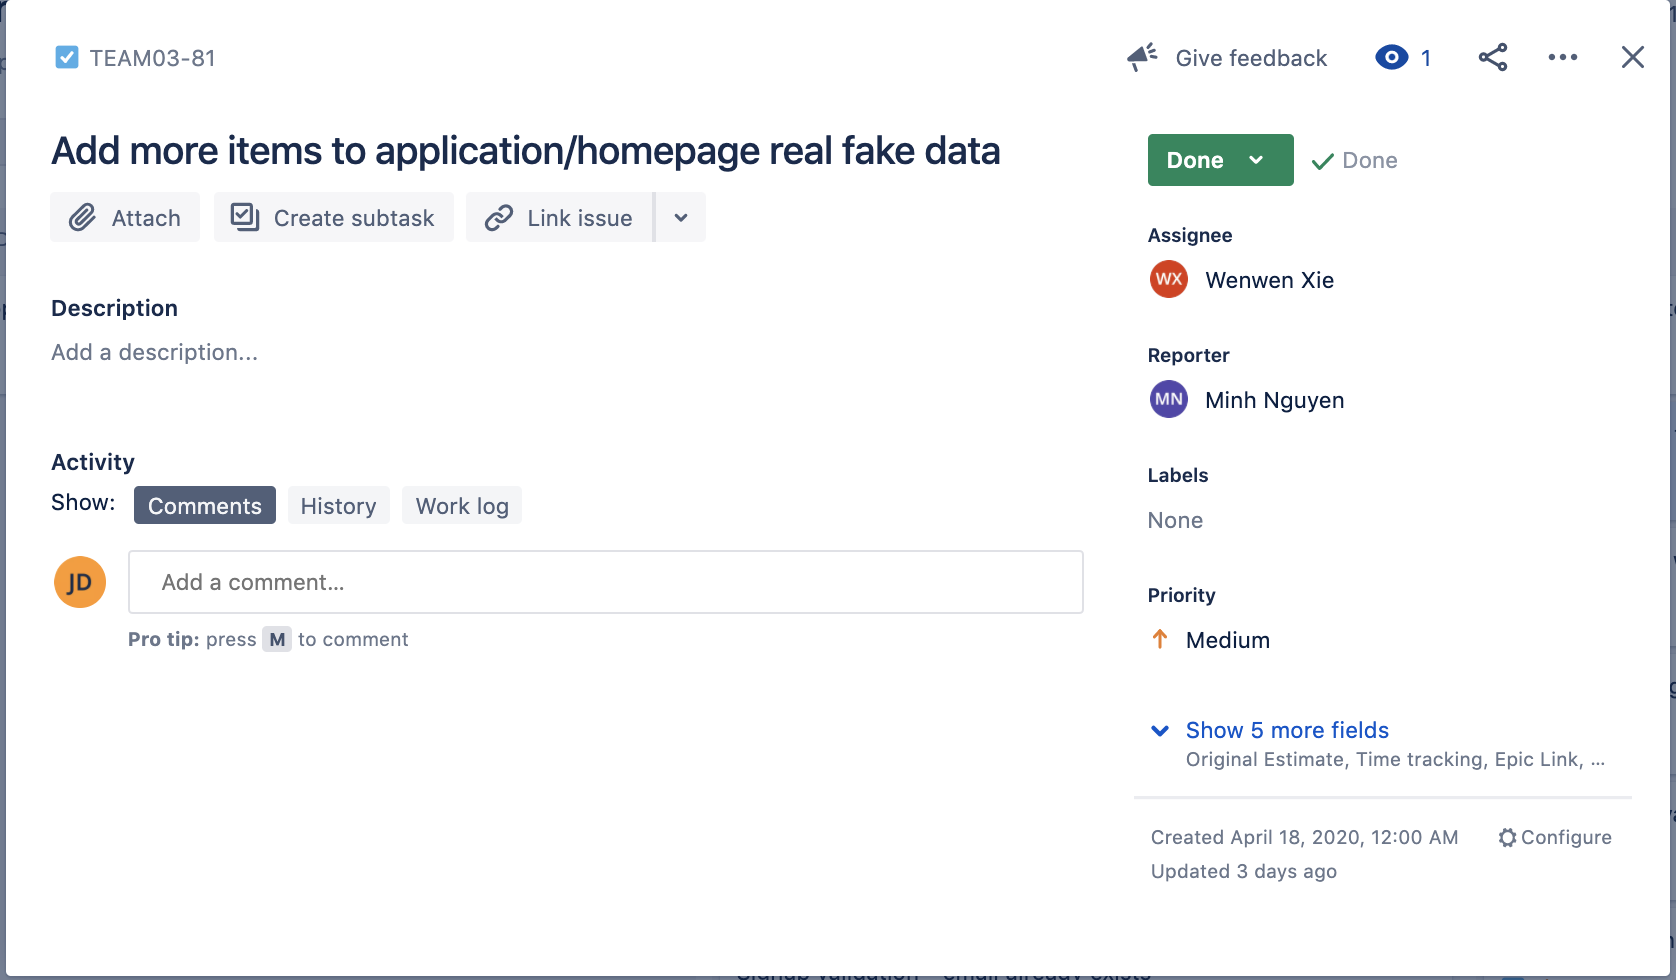 TEAM03-81
Give feedback
1
Add more items to application/homepage real fake data
Done
Done
Attach
Create subtask
Link issue
Assignee
WX
Wenwen Xie
Description
Add a description...
Reporter
MN
Minh Nguyen
Activity
Show:
Comments
History
Work log
Labels
None
JD
Add a comment...
Pro tip: press M to comment
Priority
Medium
Show 5 more fields
Original Estimate, Time tracking, Epic Link, ...
Created April 18, 2020, 12:00 AM
Configure
Updated 3 days ago